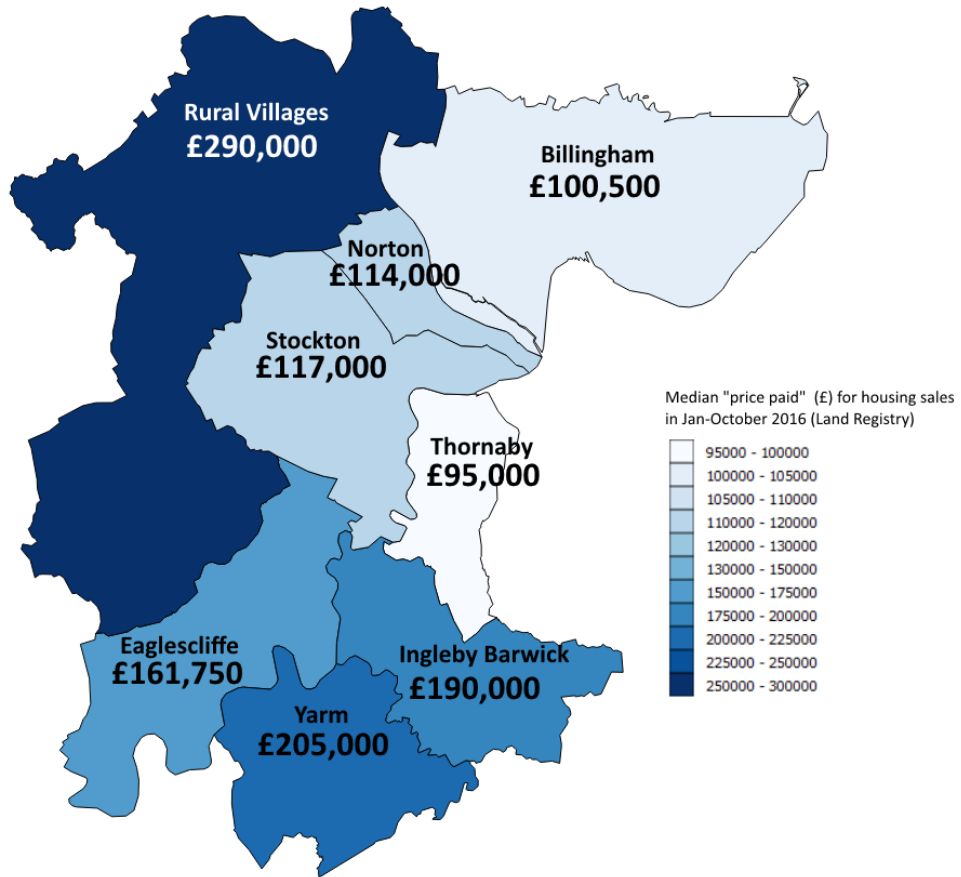 Rural Villages
£290,000
Billingham
£100,500
Norton
£114,000
Stockton
£117,000
Thornaby
£95,000
Eaglescliffe
£161,750
Ingleby Barwick
£190,000
Yarm
£205,000
Median "price paid" (£) for housing sales
in Jan-October 2016 (Land Registry)
95000 - 100000
100000 - 105000
105000 - 110000
110000 - 120000
120000 - 130000
130000 - 150000
150000 - 175000
175000 - 200000
200000 - 225000
225000 - 250000
250000 - 300000